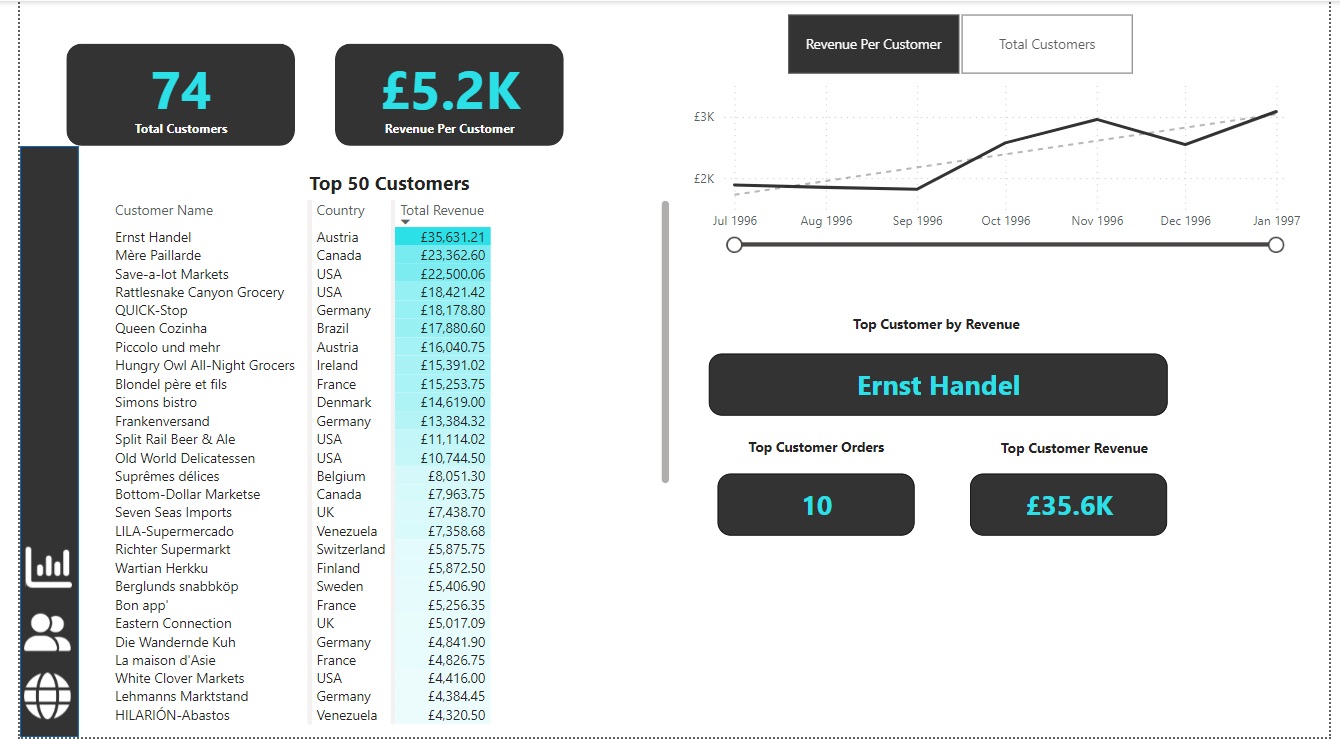 74
Total Customers
£5.2K
Revenue Per Customer
Top 50 Customers
Customer Name Country Total Revenue
Ernst Handel Austria £35,631.21
Mère Paillarde Canada £23,362.60
Save-a-lot Markets USA £22,500.06
Rattlesnake Canyon Grocery USA £18,421.42
QUICK-Stop Germany £18,178.80
Queen Cozinha Brazil £17,880.60
Piccolo und mehr Austria £16,040.75
Hungry Owl All-Night Grocers Ireland £15,391.02
Blondel père et fils France £15,253.75
Simons bistro Denmark £14,619.00
Frankenversand Germany £13,384.32
Split Rail Beer & Ale USA £11,114.02
Old World Delicatessen USA £10,744.50
Suprêmes délices Belgium £8,051.30
Bottom-Dollar Marketse Canada £7,963.75
Seven Seas Imports UK £7,438.70
LILA-Supermercado Venezuela £7,358.68
Richter Supermarkt Switzerland £5,875.75
Wartian Herkku Finland £5,872.50
Berglunds snabbköp Sweden £5,406.90
Bon app' France £5,256.35
Eastern Connection UK £5,017.09
Die Wandernde Kuh Germany £4,841.90
La maison d'Asie France £4,826.75
White Clover Markets USA £4,416.00
Lehmanns Marktstand Germany £4,384.45
HILARIÓN-Abastos Venezuela £4,320.50
Revenue Per Customer Total Customers
£3K
£2K
Jul 1996 Aug 1996 Sep 1996 Oct 1996 Nov 1996 Dec 1996 Jan 1997
Top Customer by Revenue
Ernst Handel
Top Customer Orders Top Customer Revenue
10 £35.6K